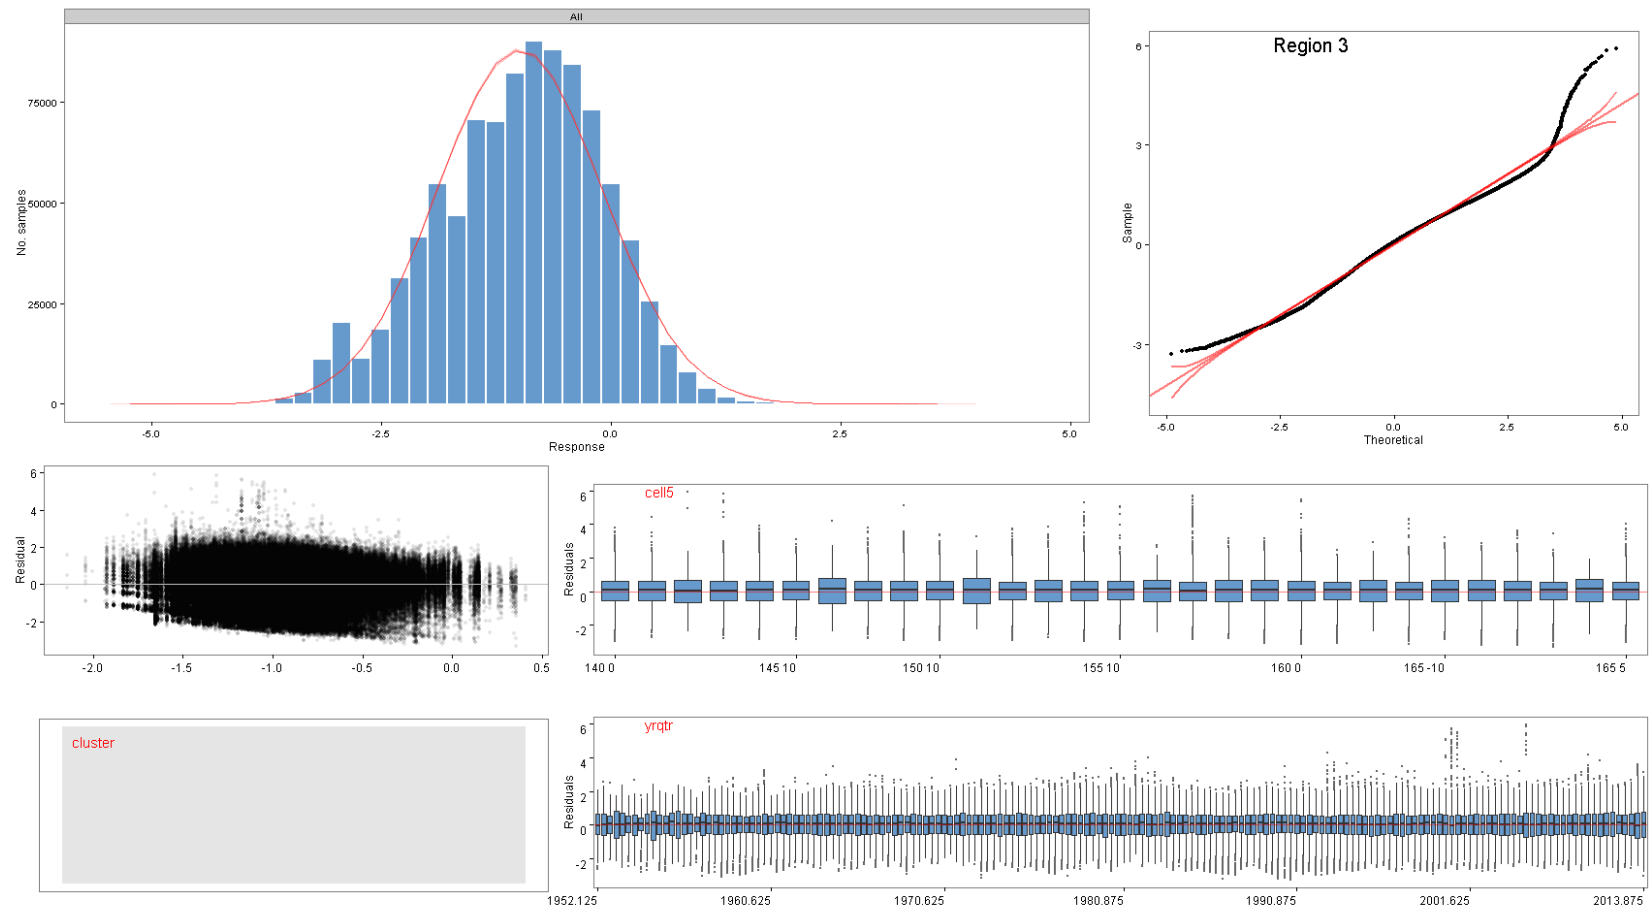 All
75000
50000
25000
0
No. samples
-5.0 -2.5 0.0 2.5 5.0
Response
Region 3
6
3
0
-3
Sample
-5.0 -2.5 0.0 2.5 5.0
Theoretical
6
4
2
0
-2
Residual
-2.0 -1.5 -1.0 -0.5 0.0 0.5
cell5
6
4
2
0
-2
Residuals
140 0 145 10 150 10 155 10 160 0 165 -10 165 5
cluster
yrqtr
6
4
2
0
-2
Residuals
1952.125 1960.625 1970.625 1980.875 1990.875 2001.625 2013.875